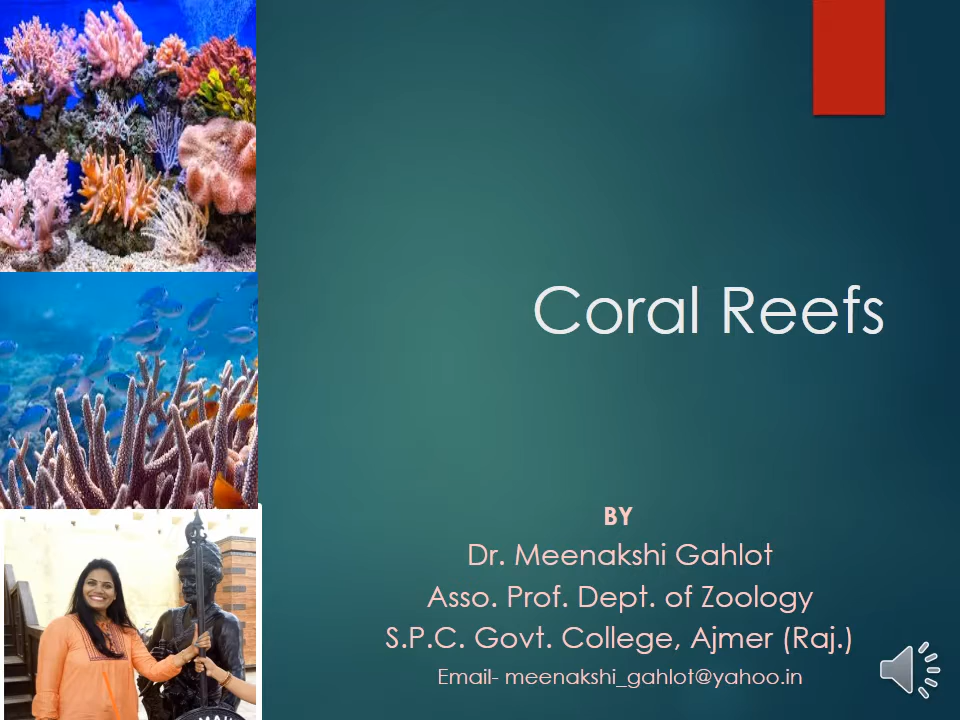 Coral Reefs
BY
Dr. Meenakshi Gahlot
Asso. Prof. Dept. of Zoology
S.P.C. Govt. College, Ajmer (Raj.)
Email- meenakshi_gahlot@yahoo.in